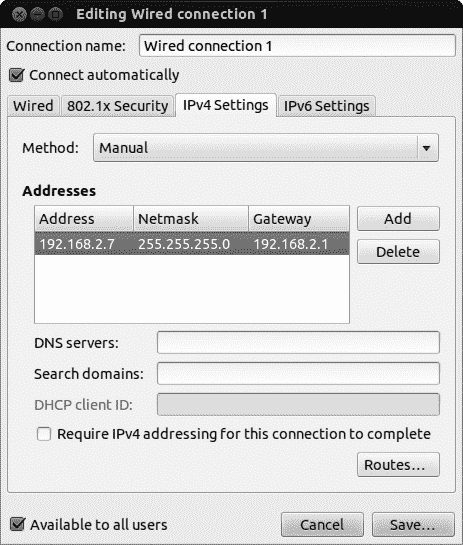 Editing Wired connection 1
Connection name: Wired connection 1
Connect automatically
Wired 802.1x Security IPv4 Settings IPv6 Settings
Method: Manual
Addresses
Address Netmask Gateway Add
192.168.2.7 255.255.255.0 192.168.2.1
Delete
DNS servers:
Search domains:
DHCP client ID:
Require IPv4 addressing for this connection to complete
Routes...
Available to all users Cancel Save...